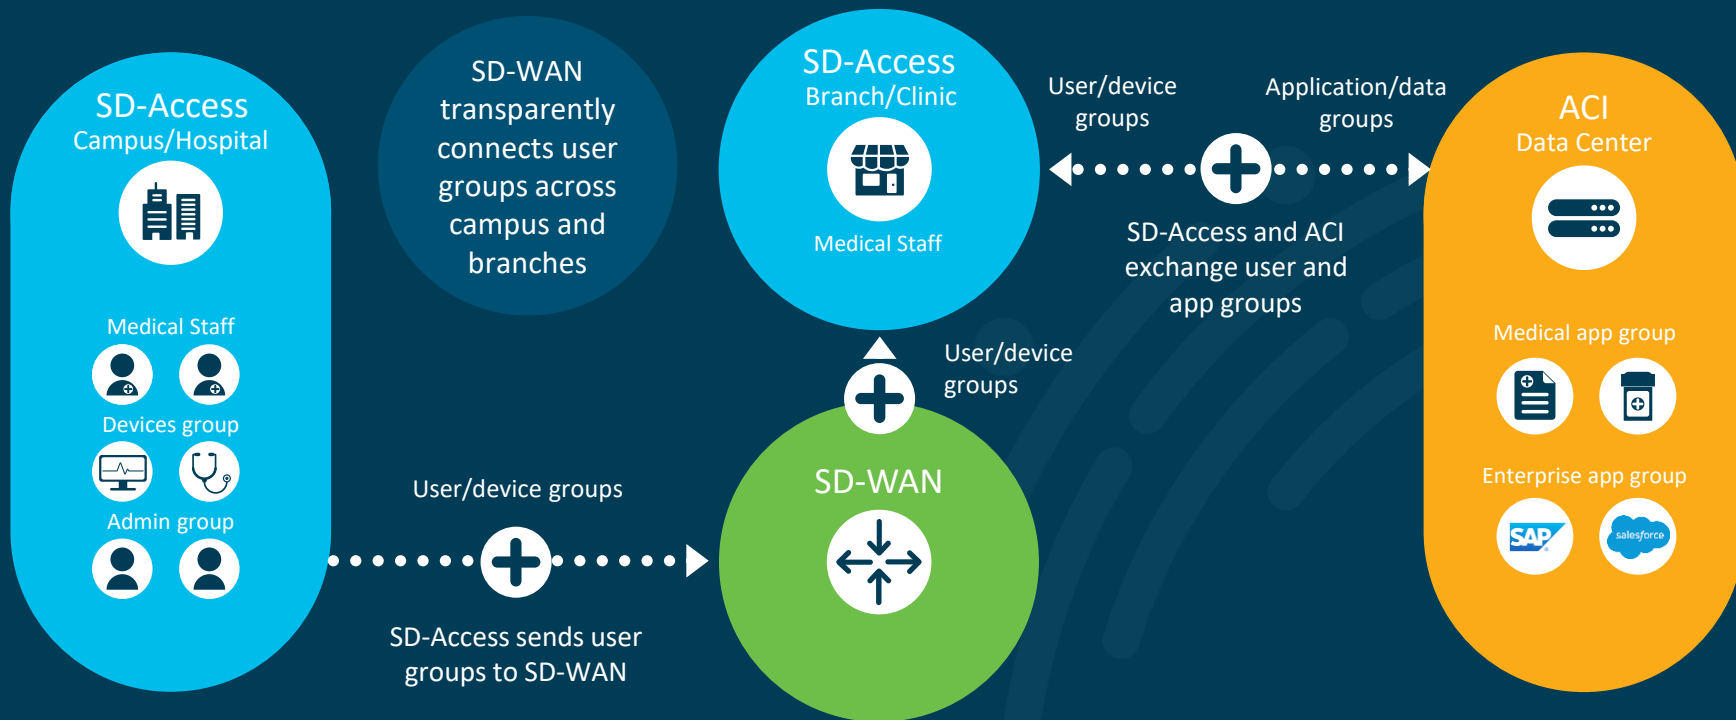 SD-Access
Campus/Hospital
Medical Staff
Devices group
Admin group
SD-WAN
transparently
connects user
groups across
campus and
branches
User/device groups
SD-Access sends user
groups to SD-WAN
SD-Access
Branch/Clinic
Medical Staff
User/device
groups
SD-WAN
User/device
groups
Application/data
groups
SD-Access and ACI
exchange user and
app groups
ACI
Data Center
Medical app group
Enterprise app group
SAP
salesforce